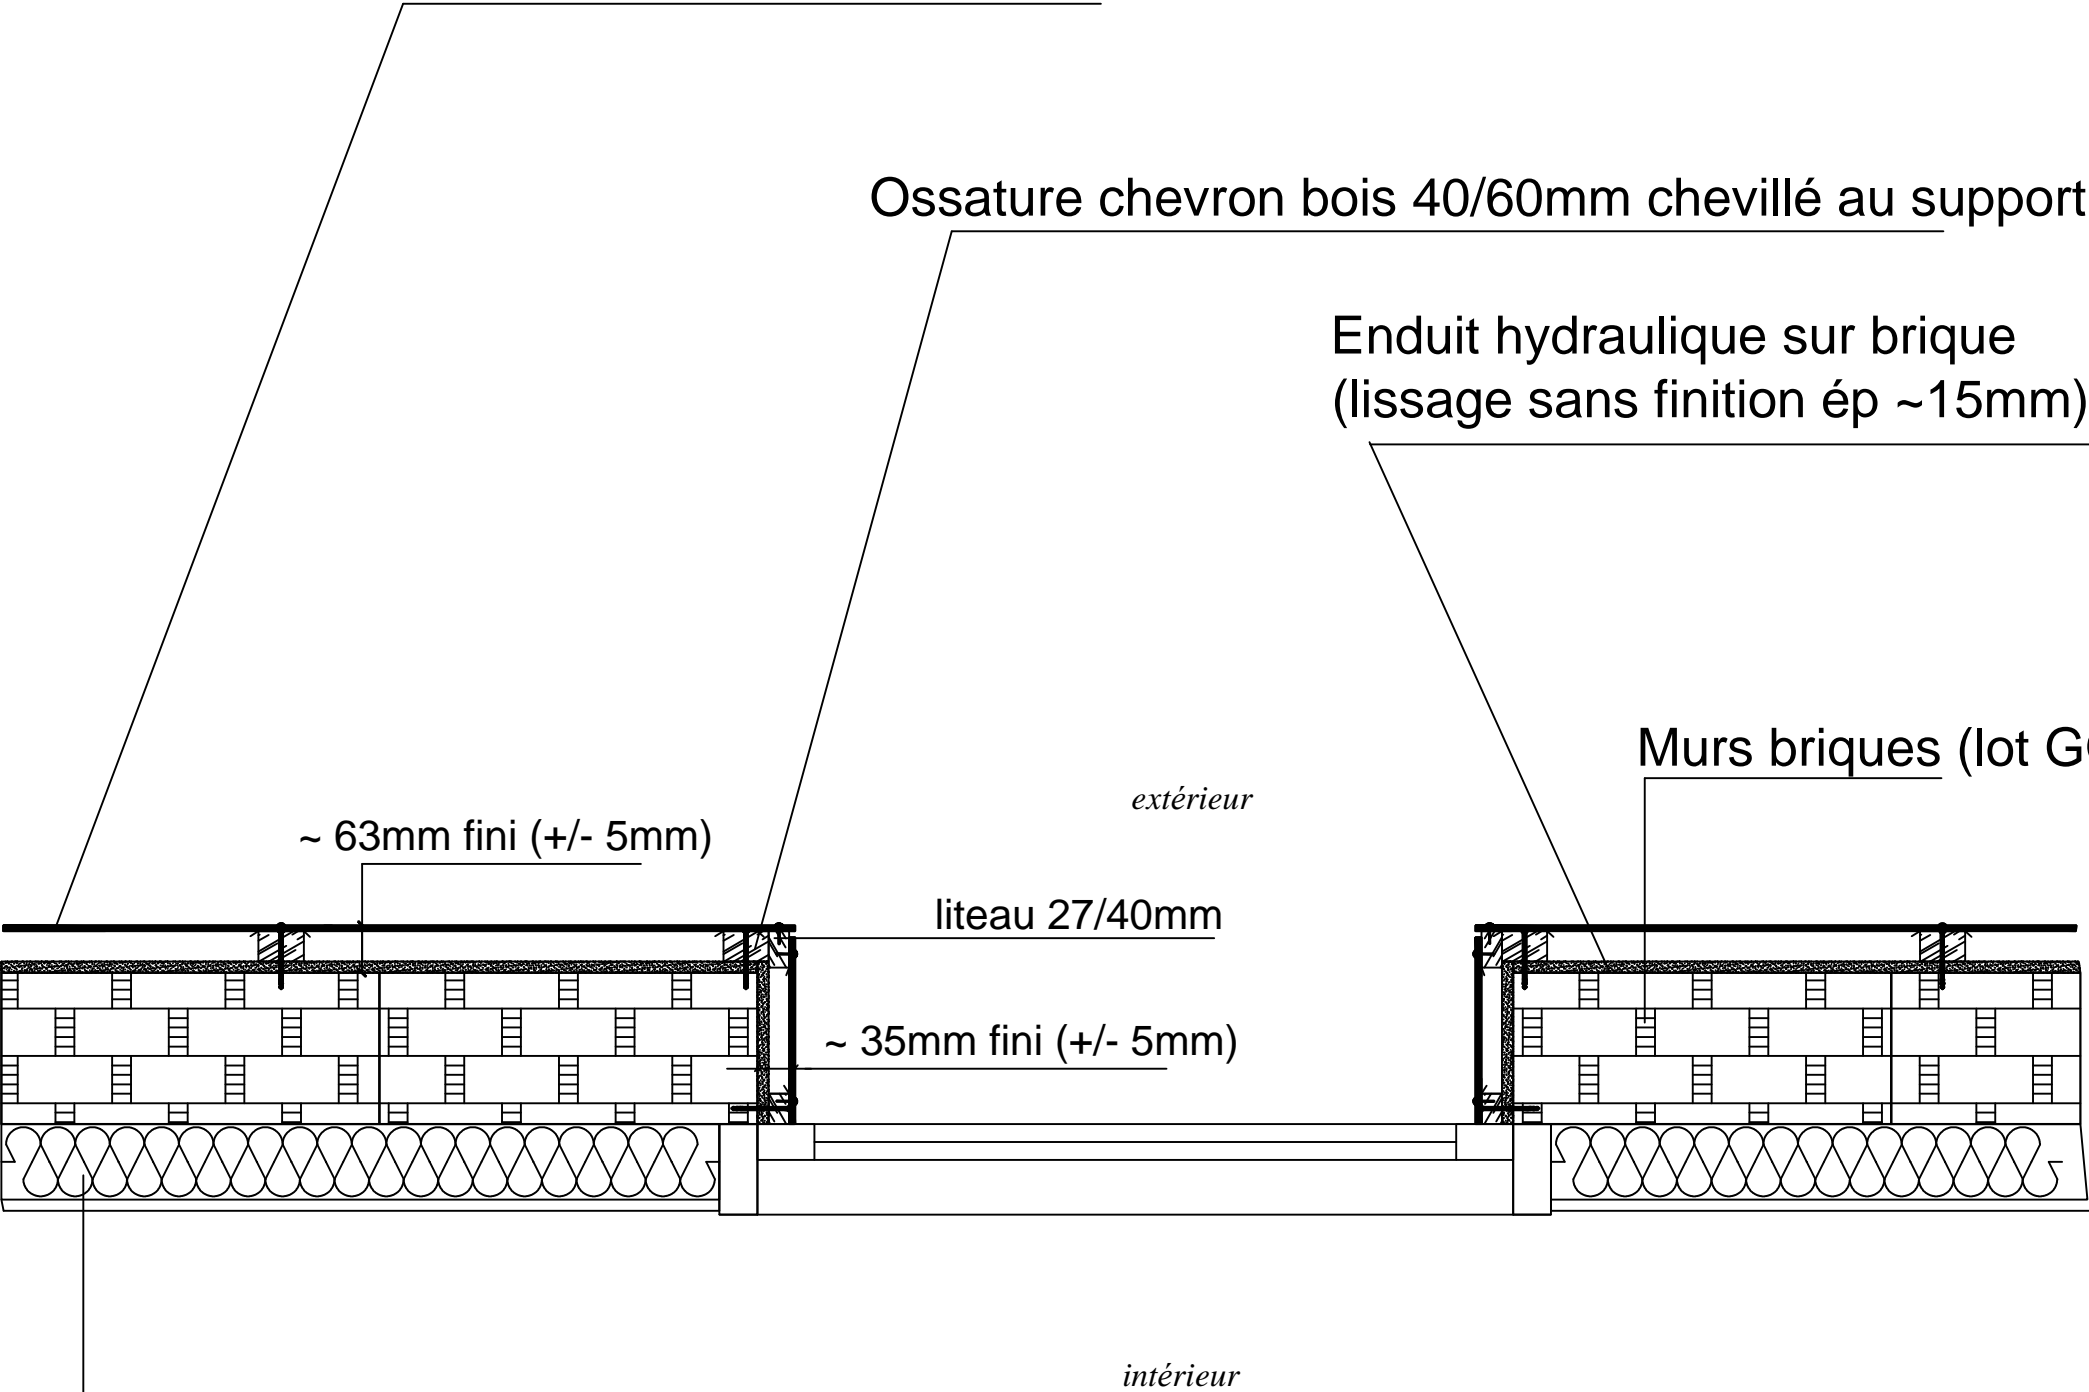 Ossature chevron bois 40/60mm chevillé au support
Enduit hydraulique sur brique
(lissage sans finition ép ~15mm)
Murs briques (lot
extérieur
~ 63mm fini (+/- 5mm)
liteau 27/40mm
~ 35mm fini (+/- 5mm)
intérieur